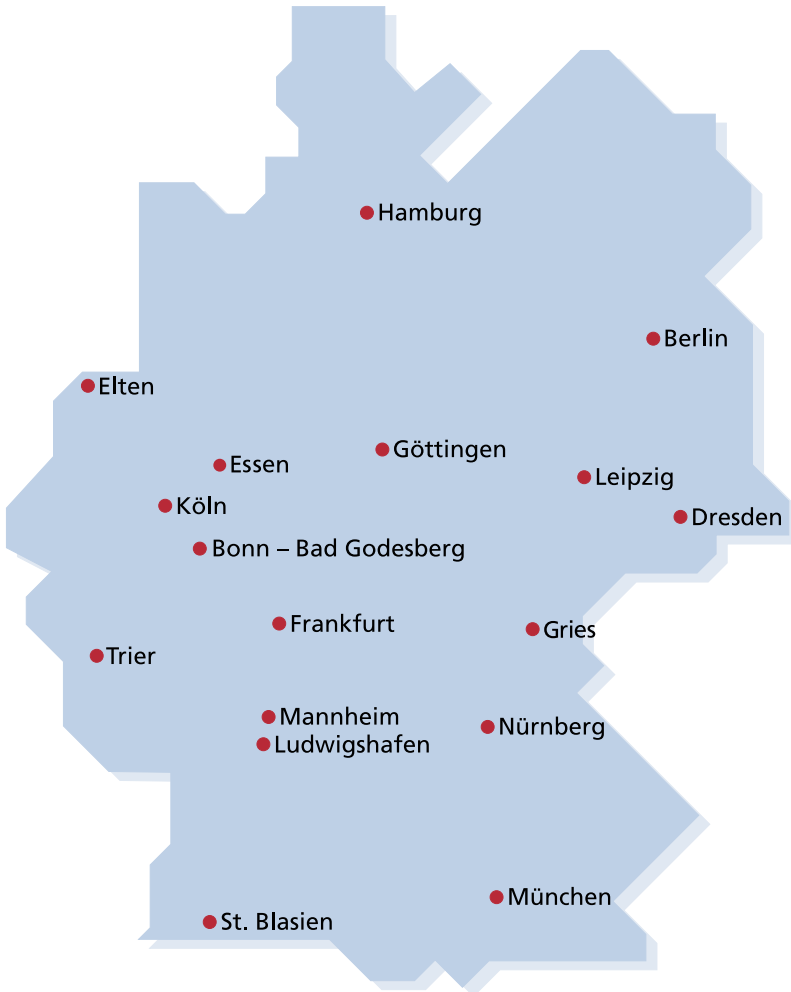 Hamburg
Berlin
Elten
Göttingen
Essen
Leipzig
Köln
Dresden
Bonn – Bad Godesberg
Frankfurt
Gries
Trier
Mannheim
Nürnberg
Ludwigshafen
München
St. Blasien